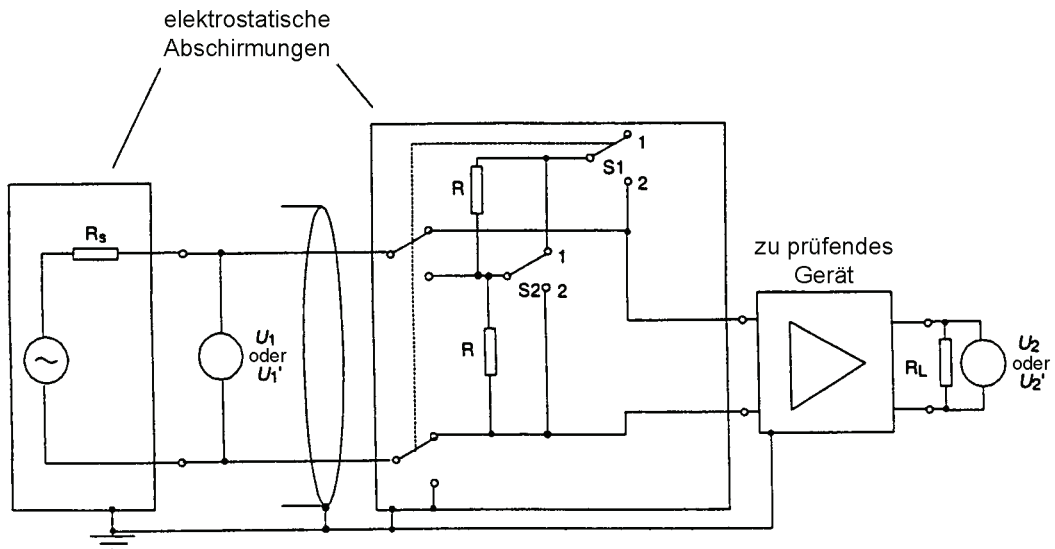 elektrostatische
Abschirmungen
Rs
U1
oder
U1'
R
S1
1
2
S2
1
2
R
zu prüfendes
Gerät
RL
U2
oder
U2'